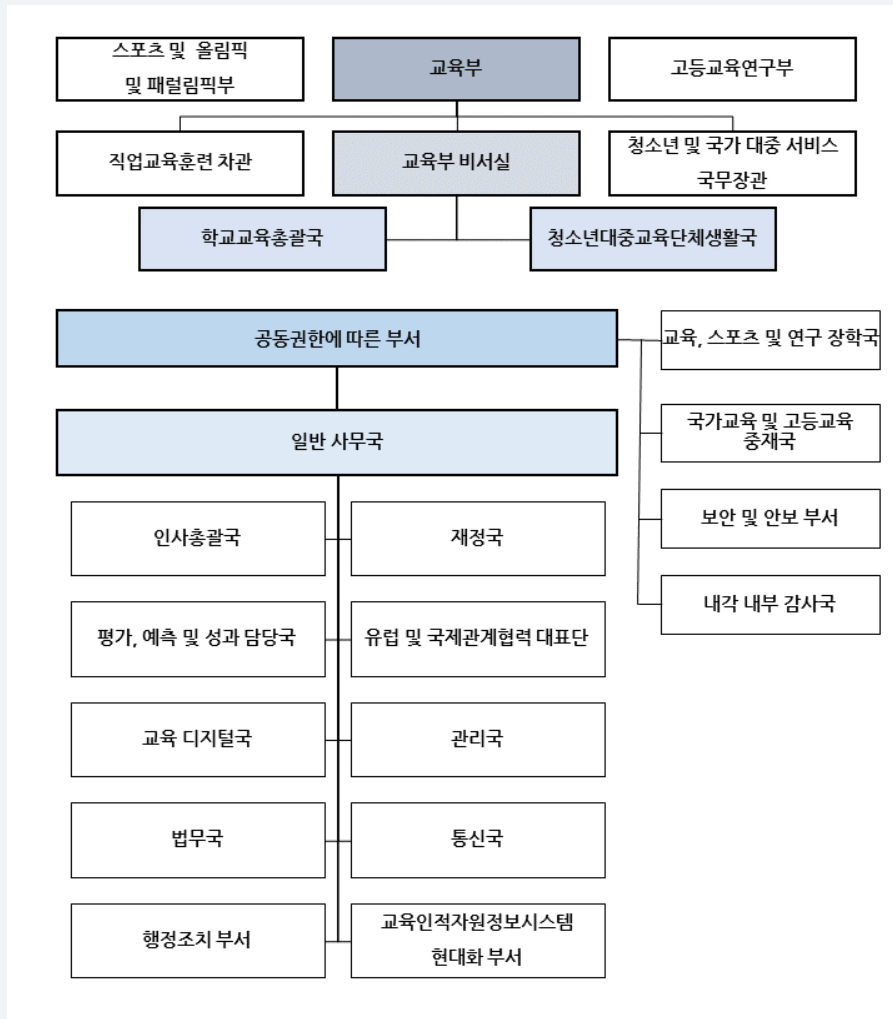 스포츠 및 올림픽
및 패럴림픽부
교육부
고등교육연구부
직업교육훈련 차관
교육부 비서실
청소년 및 국가 대중 서비스
국무장관
학교교육총괄국
청소년대중교육단체생활국
공동권한에 따른 부서
교육, 스포츠 및 연구 장학국
일반 사무국
국가교육 및 고등교육
중재국
보안 및 안보 부서
내각 내부 감사국
인사총괄국
재정국
평가, 예측 및 성과 담당국
유럽 및 국제관계협력 대표단
교육 디지털국
관리국
법무국
통신국
행정조치 부서
교육인적자원정보시스템
현대화 부서